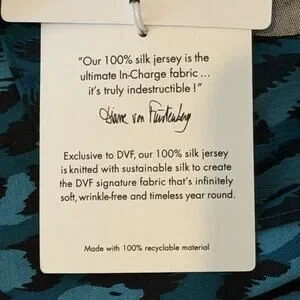 “Our 100% silk jersey is the
ultimate In-Charge fabric ...
it's truly indestructible !”
Diane von Furstenberg
Exclusive to DVF, our 100% silk jersey
is knitted with sustainable silk to create
the DVF signature fabric that's infinitely
soft, wrinkle-free and timeless year round.
Made with 100% recyclable material